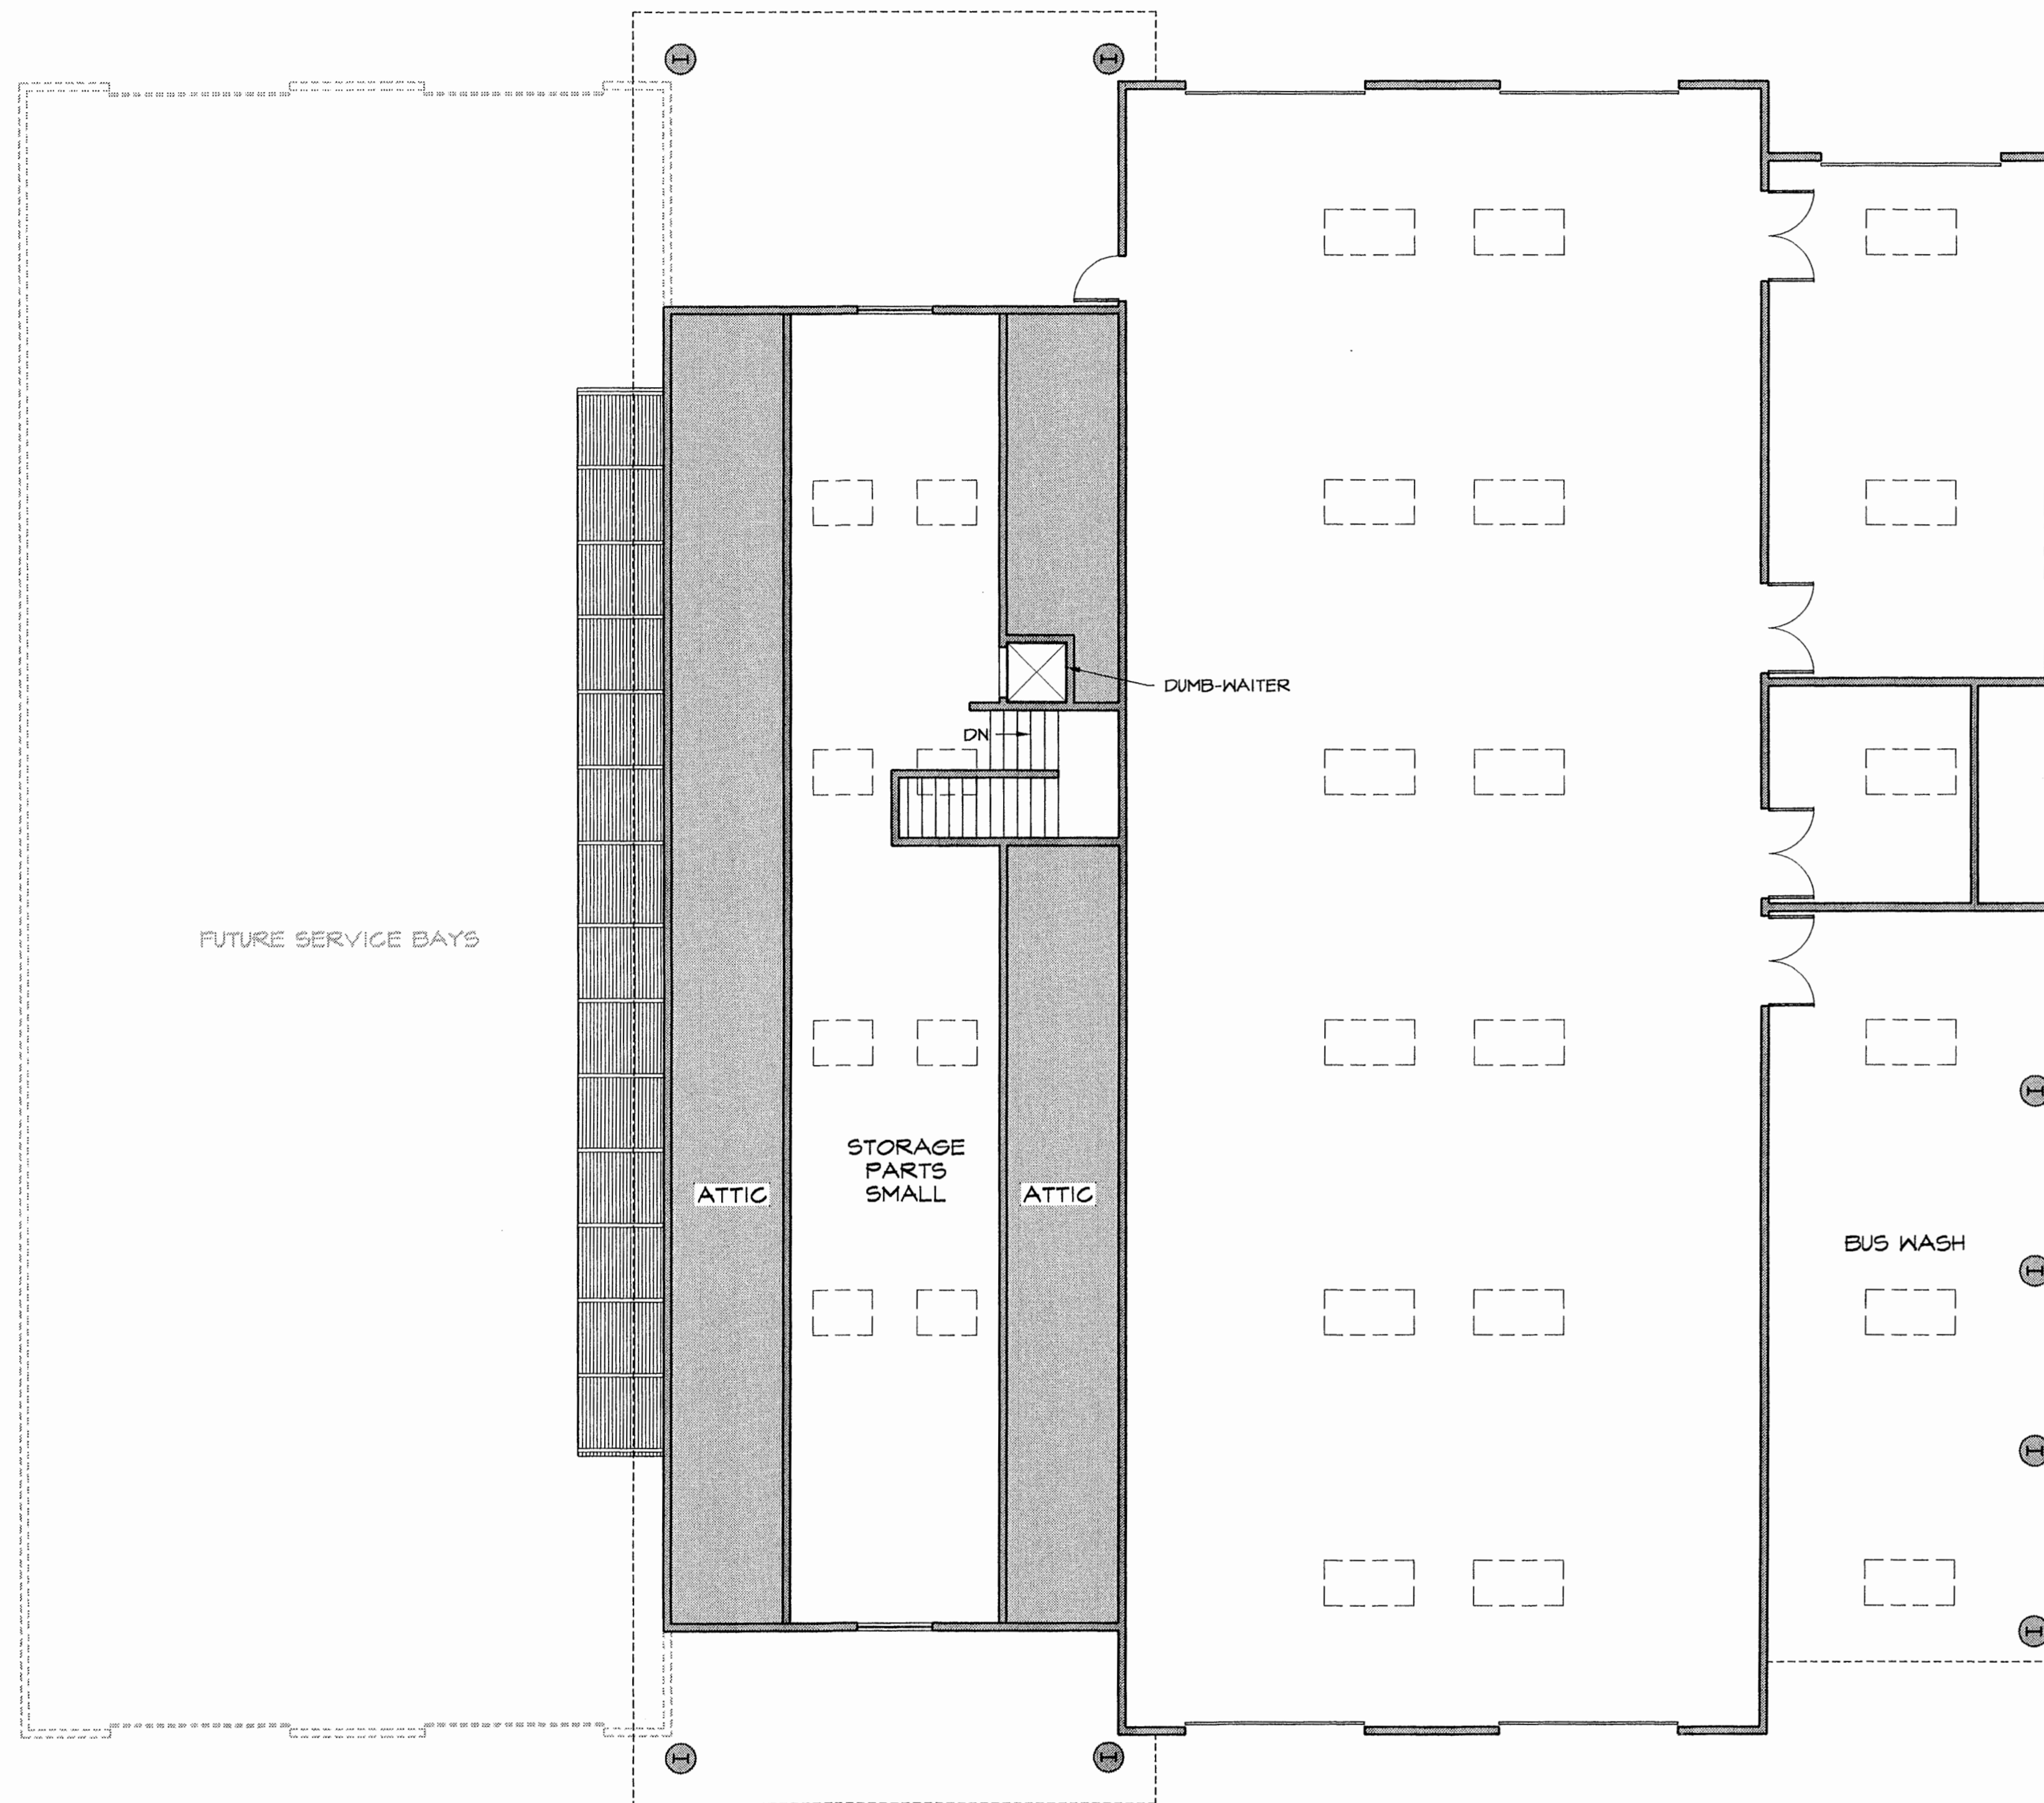 DUMB-WAITER
DN
FUTURE SERVICE BAYS
STORAGE
PARTS
SMALL
ATTIC
ATTIC
BUS WASH